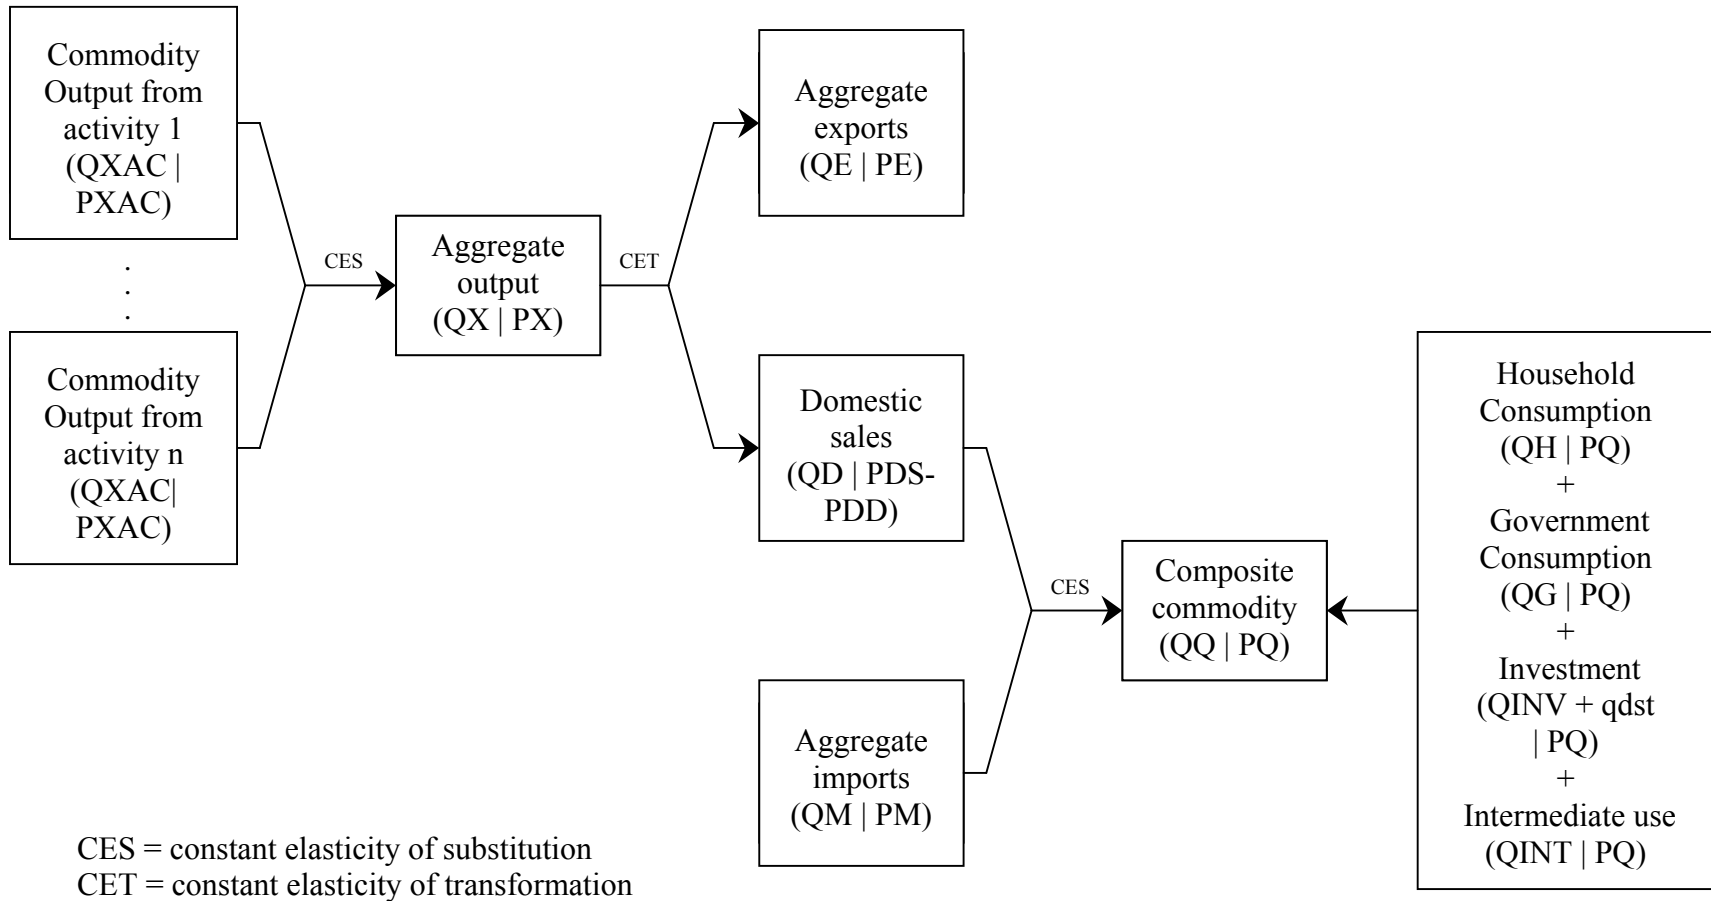 Commodity
Output from
activity 1
(QXAC |
PXAC)
.
.
.
Commodity
Output from
activity n
(QXAC|
PXAC)
CES
Aggregate
output
(QX | PX)
CET
Aggregate
exports
(QE | PE)
Domestic
sales
(QD | PDS-
PDD)
Aggregate
imports
(QM | PM)
CES
Composite
commodity
(QQ | PQ)
Household
Consumption
(QH | PQ)
+
Government
Consumption
(QG | PQ)
+
Investment
(QINV + qdst
| PQ)
+
Intermediate use
(QINT | PQ)
CES = constant elasticity of substitution
CET = constant elasticity of transformation